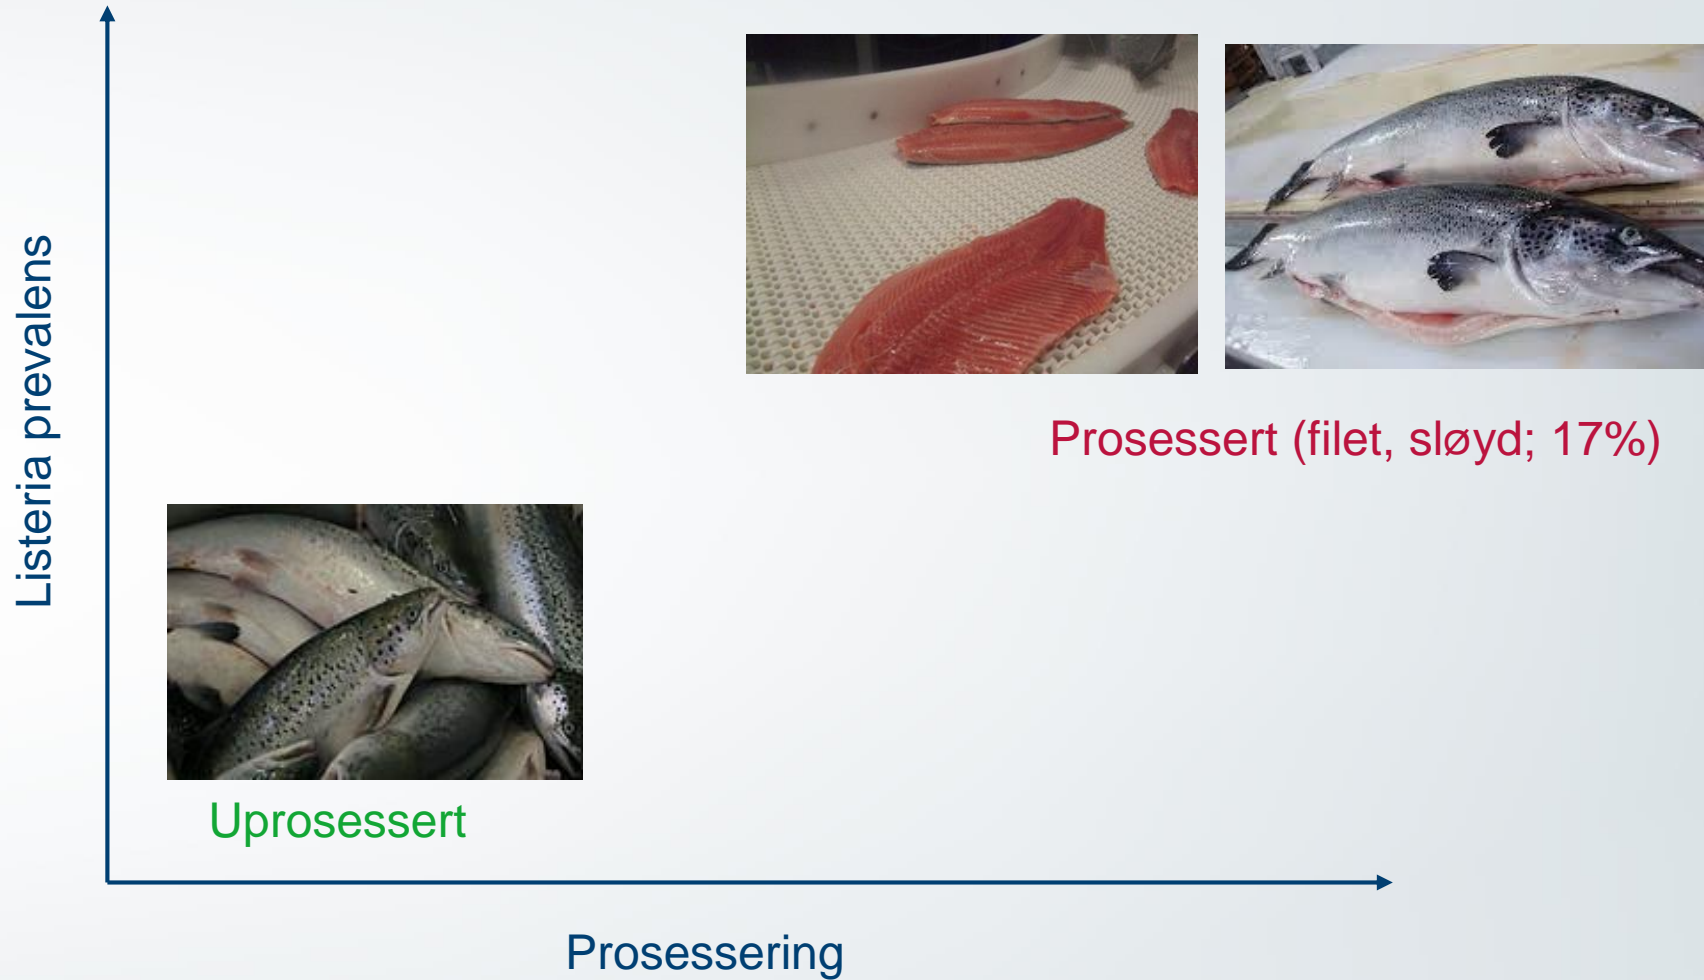 Listeria prevalens
Prosessert (filet, sløyd; 17%)
Uprosessert
Prosessering